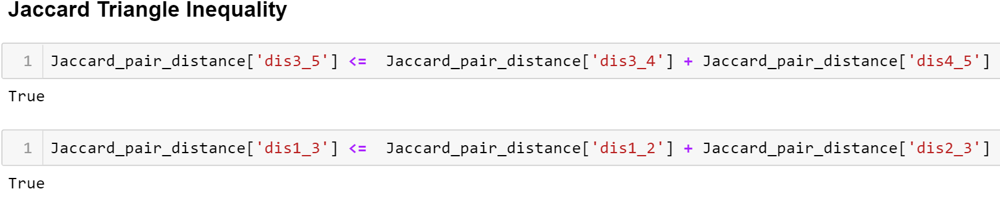 Jaccard Triangle Inequality
1 Jaccard_pair_distance['dis3_5'] <=  Jaccard_pair_distance['dis3_4'] + Jaccard_pair_distance['dis4_5']
True
1 Jaccard_pair_distance['dis1_3'] <=  Jaccard_pair_distance['dis1_2'] + Jaccard_pair_distance['dis2_3']
True